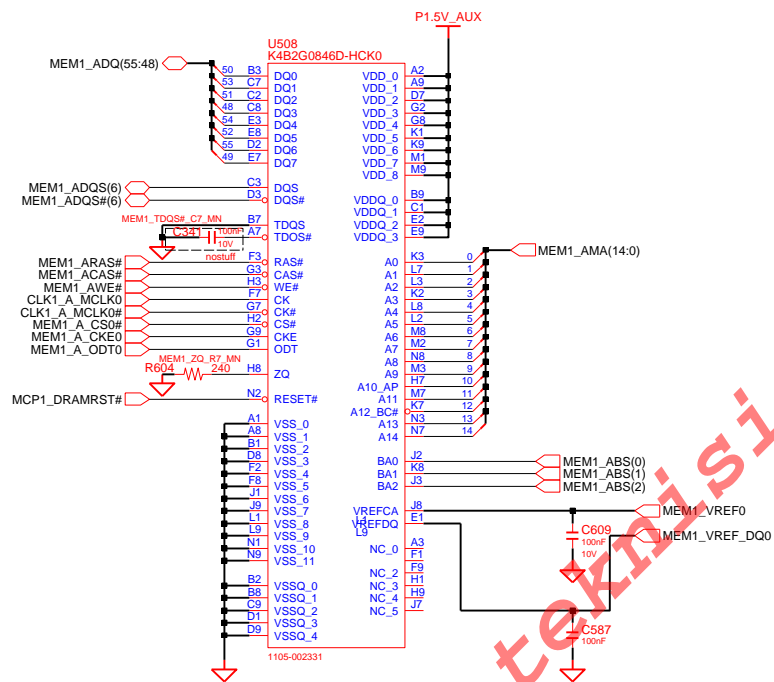 P1.5V_AUX
U508
K4B2G0846D-HCK0
MEM1_ADQ(55:48)
50 B3 DQ0 VDD_0 A2
53 C7 DQ1 VDD_1 A9
51 C2 DQ2 VDD_2 D7
48 C8 DQ3 VDD_3 G2
54 E3 DQ4 VDD_4 G8
52 E8 DQ5 VDD_5 K1
55 D2 DQ6 VDD_6 K9
49 E7 DQ7 VDD_7 M1
VDD_8 M9
MEM1_ADQS(6) C3 DQS VDDQ_0 B9
MEM1_ADQS#(6) D3 DQS# VDDQ_1 C1
MEM1_TDQS#_C7_MN B7 TDQS VDDQ_2 E2
C341 100nF A7 TDOS# VDDQ_3 E9
10V
nostuff
MEM1_AMA(14:0)
MEM1_ARAS# F3 RAS# A0 K3 0
MEM1_ACAS# G3 CAS# A1 L7 1
MEM1_AWE# H3 WE# A2 L3 2
CLK1_A_MCLK0 F7 CK A3 K2 3
CLK1_A_MCLK0# G7 CK# A4 L8 4
MEM1_A_CS0# H2 CS# A5 L2 5
MEM1_A_CKE0 G9 CKE A6 M8 6
MEM1_A_ODT0 G1 ODT A7 M2 7
A8 N8 8
MEM1_ZQ_R7_MN
R604 240 H8 ZQ A9 M3 9
A10_AP H7 10
MCP1_DRAMRST# N2 RESET# A11 M7 11
A12_BC# K7 12
A1 VSS_0 A13 N3 13
A8 VSS_1 A14 N7 14
B1 VSS_2
D8 VSS_3 BA0 J2 MEM1_ABS(0)
F2 VSS_4 BA1 K8 MEM1_ABS(1)
F8 VSS_5 BA2 J3 MEM1_ABS(2)
J1 VSS_6
J9 VSS_7 VREFCA J8 MEM1_VREF0
L1 VSS_8 VREFDQ E1
L9 VSS_9 L9 C609 MEM1_VREF_DQ0
N1 VSS_10 NC_0 A3 100nF
N9 VSS_11 F1 10V
NC_2 F9
B2 VSSQ_0 NC_3 H1
B8 VSSQ_1 NC_4 H9
C9 VSSQ_2 NC_5 J7
D1 VSSQ_3
D9 VSSQ_4
C587
100nF
1105-002331
teknisi